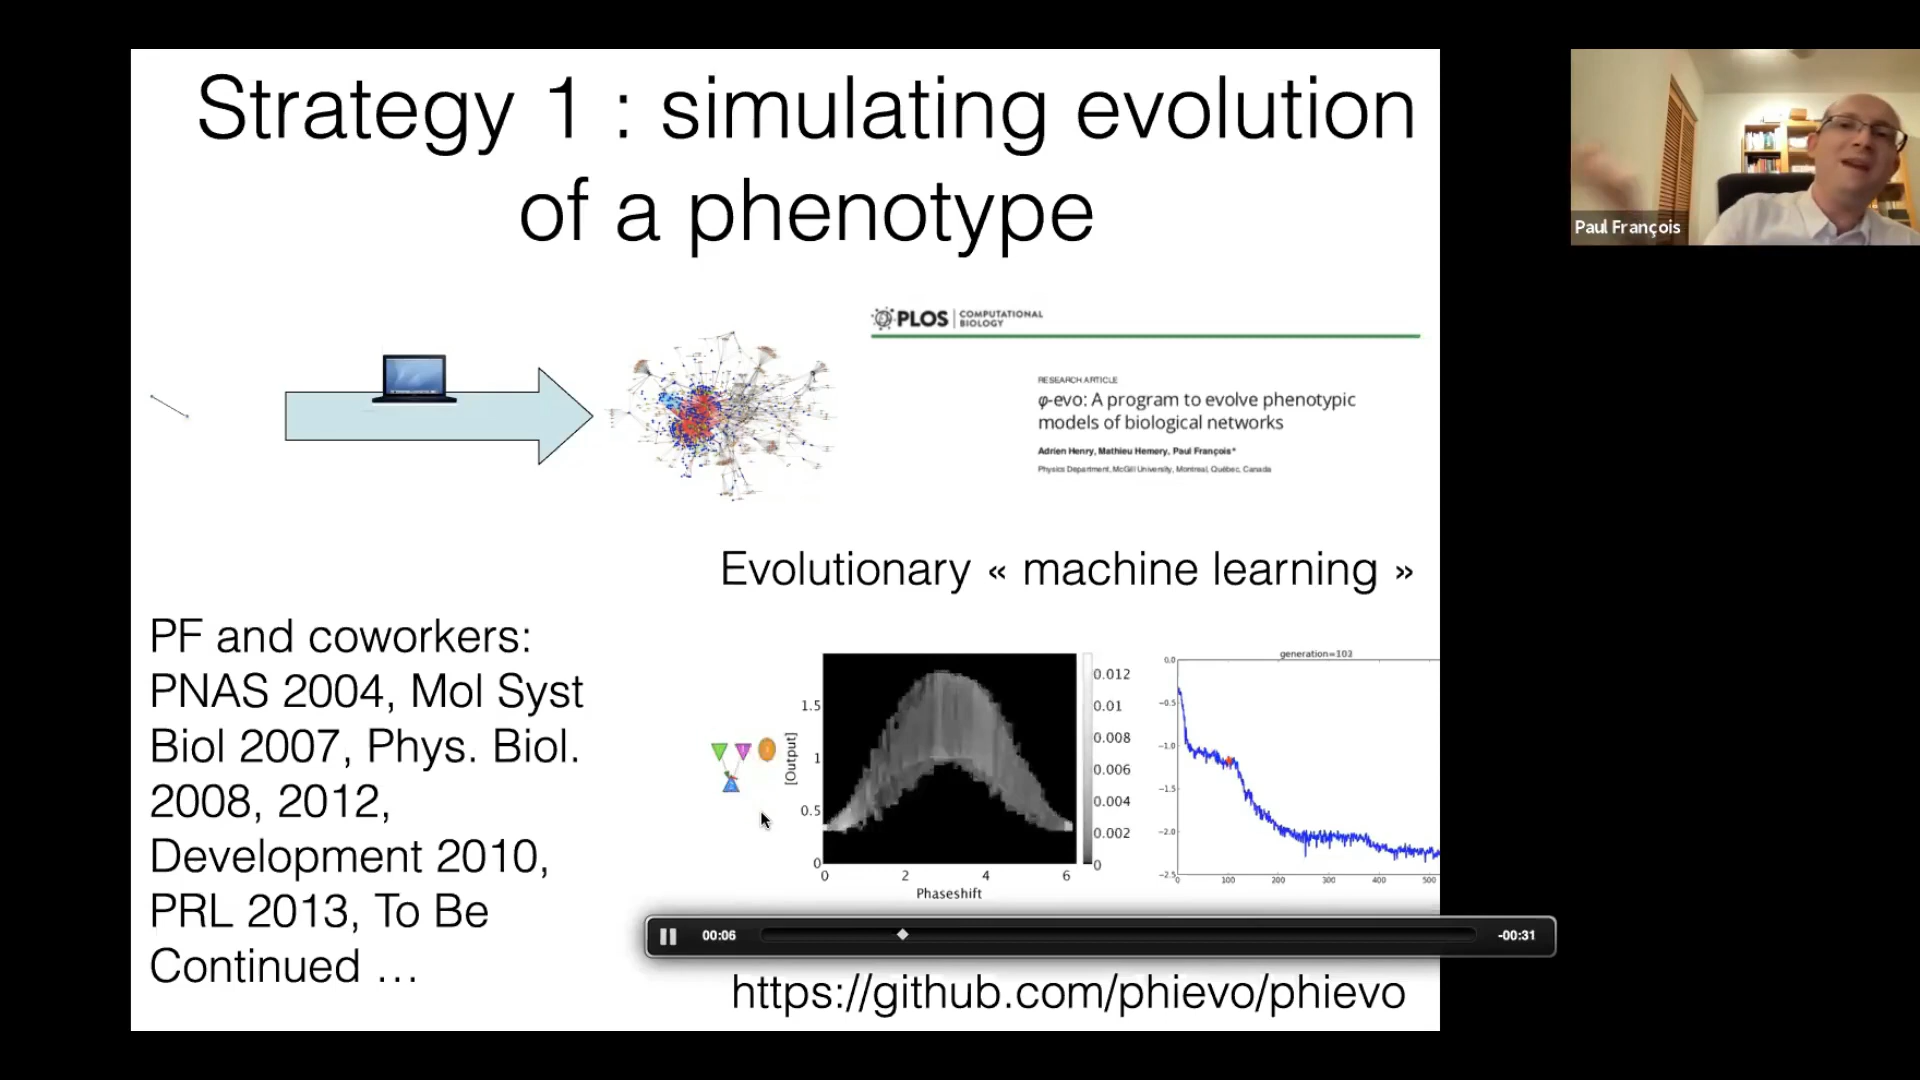 Strategy 1 : simulating evolution
of a phenotype
Paul François
PLOS COMPUTATIONAL
BIOLOGY
RESEARCH ARTICLE
φ-evo: A program to evolve phenotypic
models of biological networks
Adrien Henry, Mathieu Hemery, Paul François*
Physics Department, McGill University, Montreal, Québec, Canada
Evolutionary « machine learning »
PF and coworkers:
PNAS 2004, Mol Syst
Biol 2007, Phys. Biol.
2008, 2012,
Development 2010,
PRL 2013, To Be
Continued …
[Output]
1.5
1
0.5
0
0 2 4 6
Phaseshift
0.012
0.01
0.008
0.006
0.004
0.002
0
generation=103
0.0
−0.5
−1.0
−1.5
−2.0
−2.5
0 100 200 300 400 500
00:06
-00:31
https://github.com/phievo/phievo